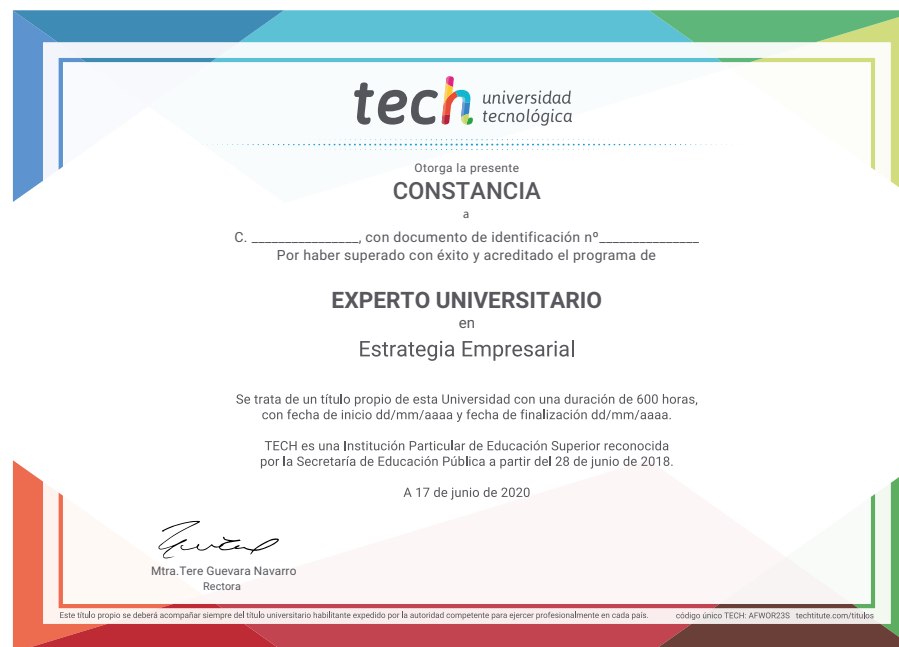 tech universidad
tecnológica
Otorga la presente
CONSTANCIA
a
C. ________________, con documento de identificación nº_______________
Por haber superado con éxito y acreditado el programa de
EXPERTO UNIVERSITARIO
en
Estrategia Empresarial
Se trata de un título propio de esta Universidad con una duración de 600 horas,
con fecha de inicio dd/mm/aaaa y fecha de finalización dd/mm/aaaa.
TECH es una Institución Particular de Educación Superior reconocida
por la Secretaría de Educación Pública a partir del 28 de junio de 2018.
A 17 de junio de 2020
Mtra.Tere Guevara Navarro
Rectora
Este título propio se deberá acompañar siempre del título universitario habilitante expedido por la autoridad competente para ejercer profesionalmente en cada país. código único TECH: AFWOR23S techtitute.com/titulos